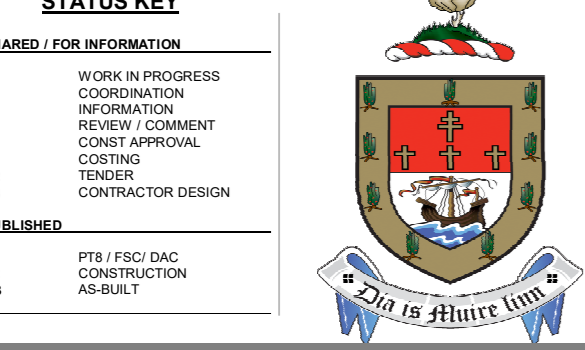 STATUS KEY
ARED / FOR INFORMATION
WORK IN PROGRESS
COORDINATION
INFORMATION
REVIEW / COMMENT
CONST APPROVAL
COSTING
TENDER
CONTRACTOR DESIGN
BLISHED
PT8 / FSC/ DAC
CONSTRUCTION
AS-BUILT
Dia is Muire linn